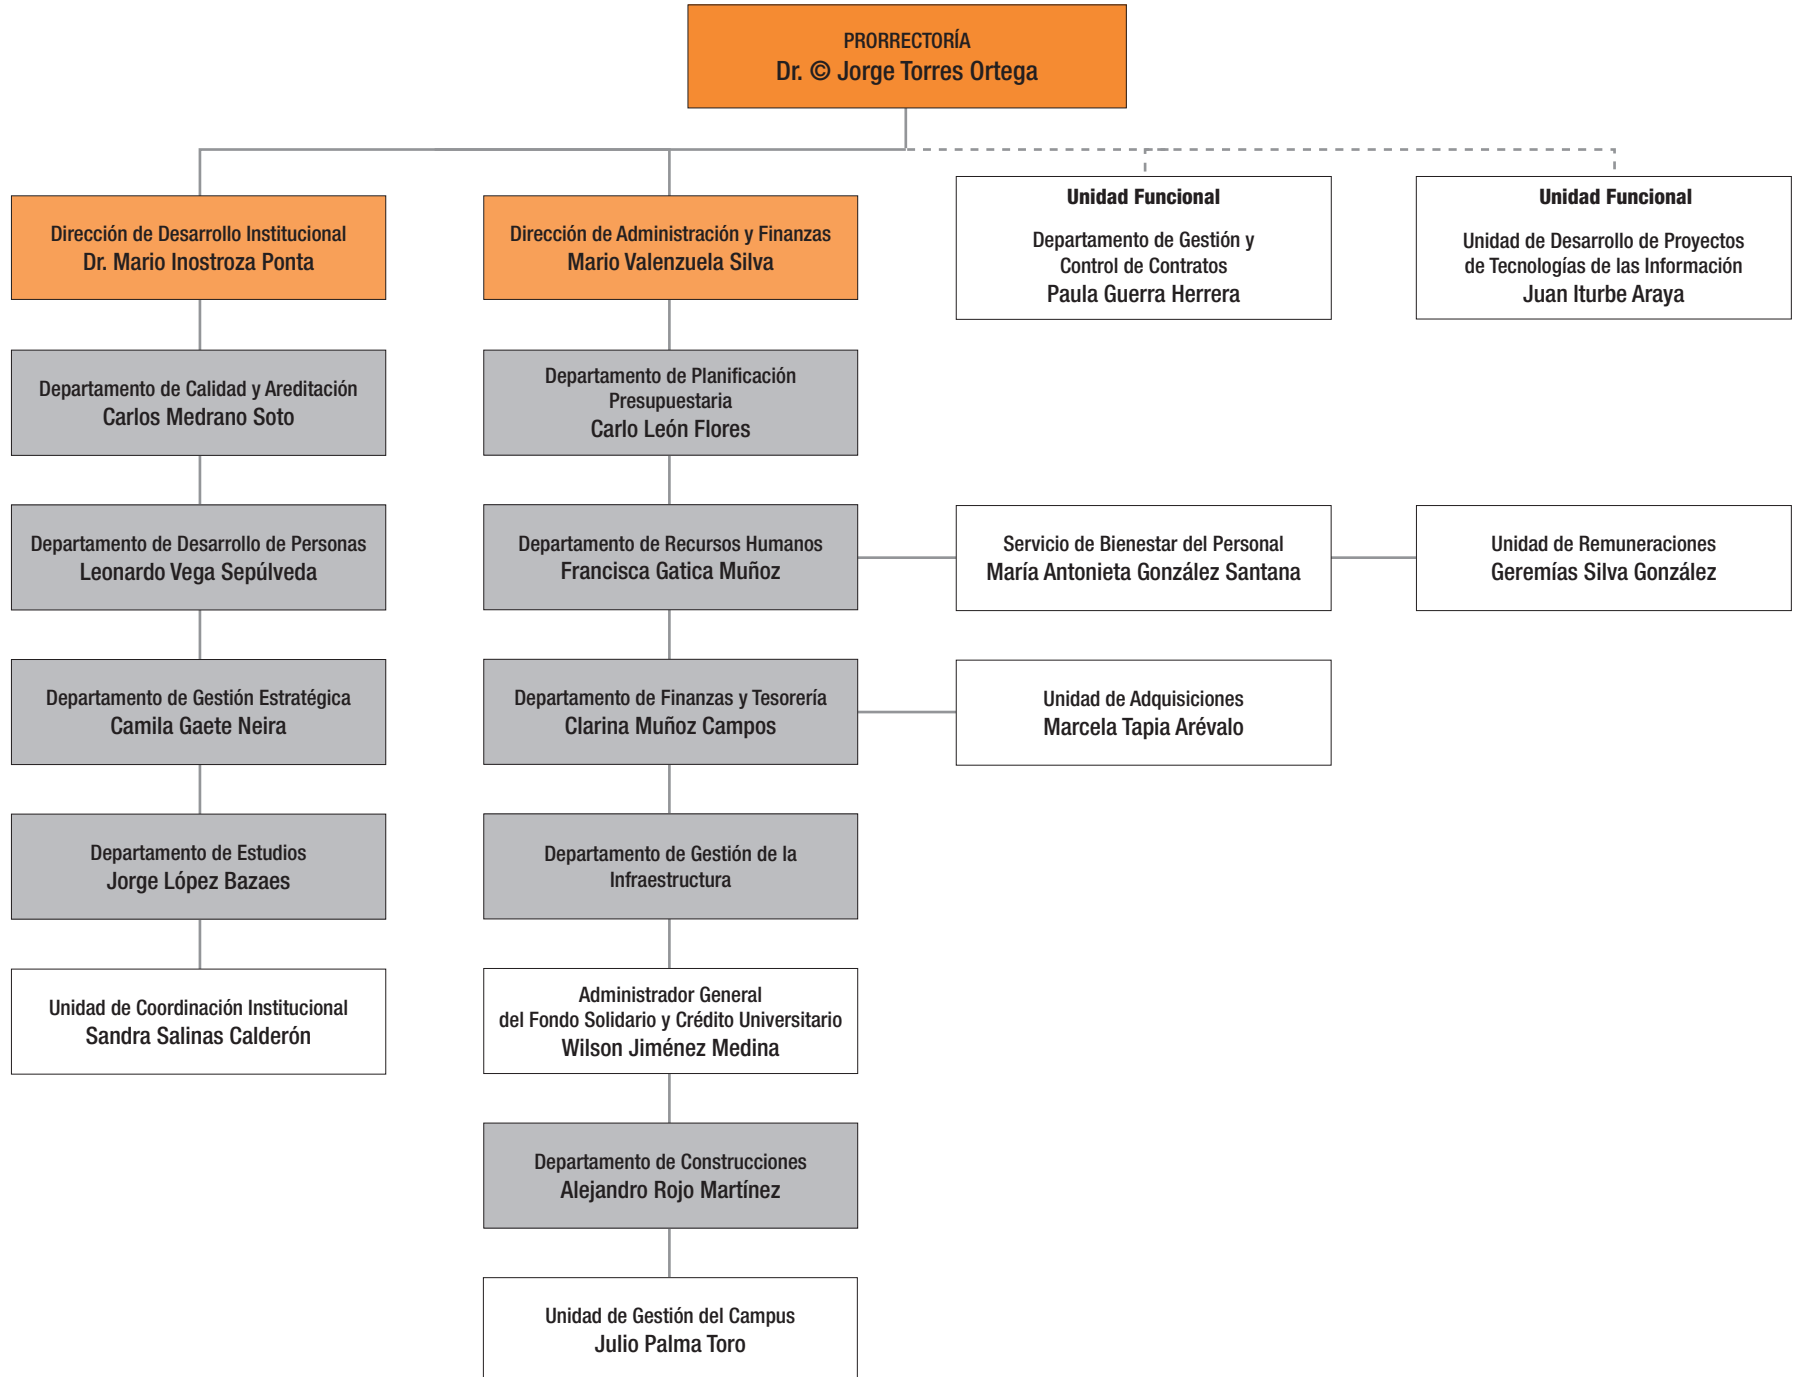 PRORRECTORÍA
Dr. © Jorge Torres Ortega
Dirección de Desarrollo Institucional
Dr. Mario Inostroza Ponta
Dirección de Administración y Finanzas
Mario Valenzuela Silva
Unidad Funcional
Departamento de Gestión y
Control de Contratos
Paula Guerra Herrera
Unidad Funcional
Unidad de Desarrollo de Proyectos
de Tecnologías de las Información
Juan Iturbe Araya
Departamento de Calidad y Areditación
Carlos Medrano Soto
Departamento de Planificación
Presupuestaria
Carlo León Flores
Departamento de Desarrollo de Personas
Leonardo Vega Sepúlveda
Departamento de Recursos Humanos
Francisca Gatica Muñoz
Servicio de Bienestar del Personal
María Antonieta González Santana
Unidad de Remuneraciones
Geremías Silva González
Departamento de Gestión Estratégica
Camila Gaete Neira
Departamento de Finanzas y Tesorería
Clarina Muñoz Campos
Unidad de Adquisiciones
Marcela Tapia Arévalo
Departamento de Estudios
Jorge López Bazaes
Departamento de Gestión de la
Infraestructura
Unidad de Coordinación Institucional
Sandra Salinas Calderón
Administrador General
del Fondo Solidario y Crédito Universitario
Wilson Jiménez Medina
Departamento de Construcciones
Alejandro Rojo Martínez
Unidad de Gestión del Campus
Julio Palma Toro